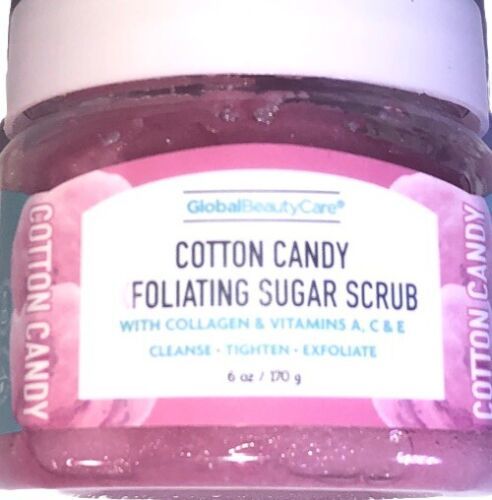 GlobalBeautyCare®
COTTON CANDY
FOLIATING SUGAR SCRUB
WITH COLLAGEN & VITAMINS A, C & E
CLEANSE · TIGHTEN · EXFOLIATE
6 oz / 170 g
COTTON CANDY
COTTON CANDY